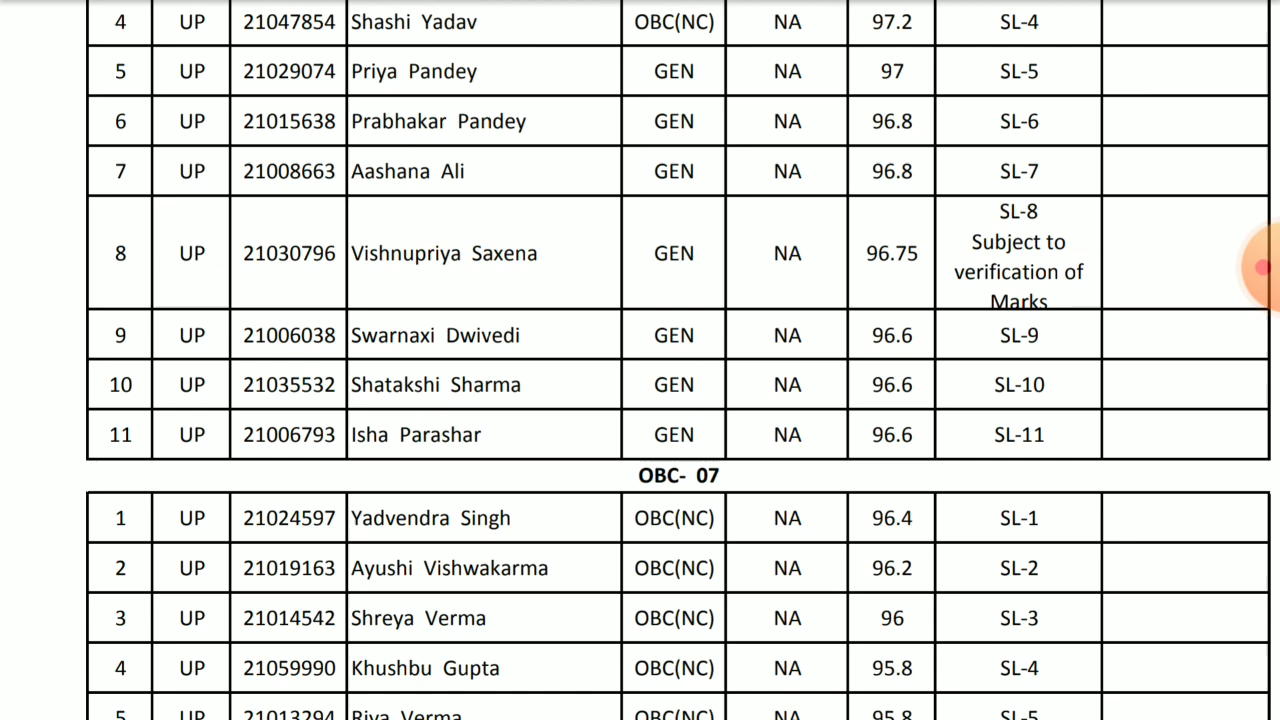 4 UP 21047854 Shashi Yadav OBC(NC) NA 97.2 SL-4
5 UP 21029074 Priya Pandey GEN NA 97 SL-5
6 UP 21015638 Prabhakar Pandey GEN NA 96.8 SL-6
7 UP 21008663 Aashana Ali GEN NA 96.8 SL-7
8 UP 21030796 Vishnupriya Saxena GEN NA 96.75 SL-8
Subject to
verification of
Marks
9 UP 21006038 Swarnaxi Dwivedi GEN NA 96.6 SL-9
10 UP 21035532 Shatakshi Sharma GEN NA 96.6 SL-10
11 UP 21006793 Isha Parashar GEN NA 96.6 SL-11
OBC- 07
1 UP 21024597 Yadvendra Singh OBC(NC) NA 96.4 SL-1
2 UP 21019163 Ayushi Vishwakarma OBC(NC) NA 96.2 SL-2
3 UP 21014542 Shreya Verma OBC(NC) NA 96 SL-3
4 UP 21059990 Khushbu Gupta OBC(NC) NA 95.8 SL-4
5 UP 21013294 Riya Verma OBC(NC) NA 95.8 SL-5